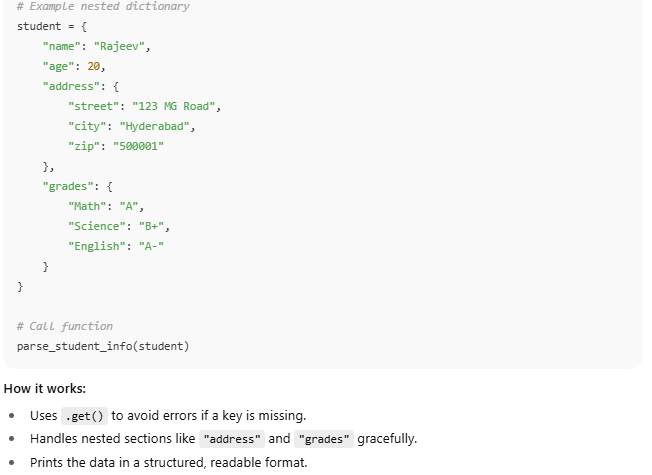 # Example nested dictionary
student = {
    "name": "Rajeev",
    "age": 20,
    "address": {
        "street": "123 MG Road",
        "city": "Hyderabad",
        "zip": "500001"
    },
    "grades": {
        "Math": "A",
        "Science": "B+",
        "English": "A-"
    }
}

# Call function
parse_student_info(student)
How it works:
• Uses .get() to avoid errors if a key is missing.
• Handles nested sections like "address" and "grades" gracefully.
• Prints the data in a structured, readable format.